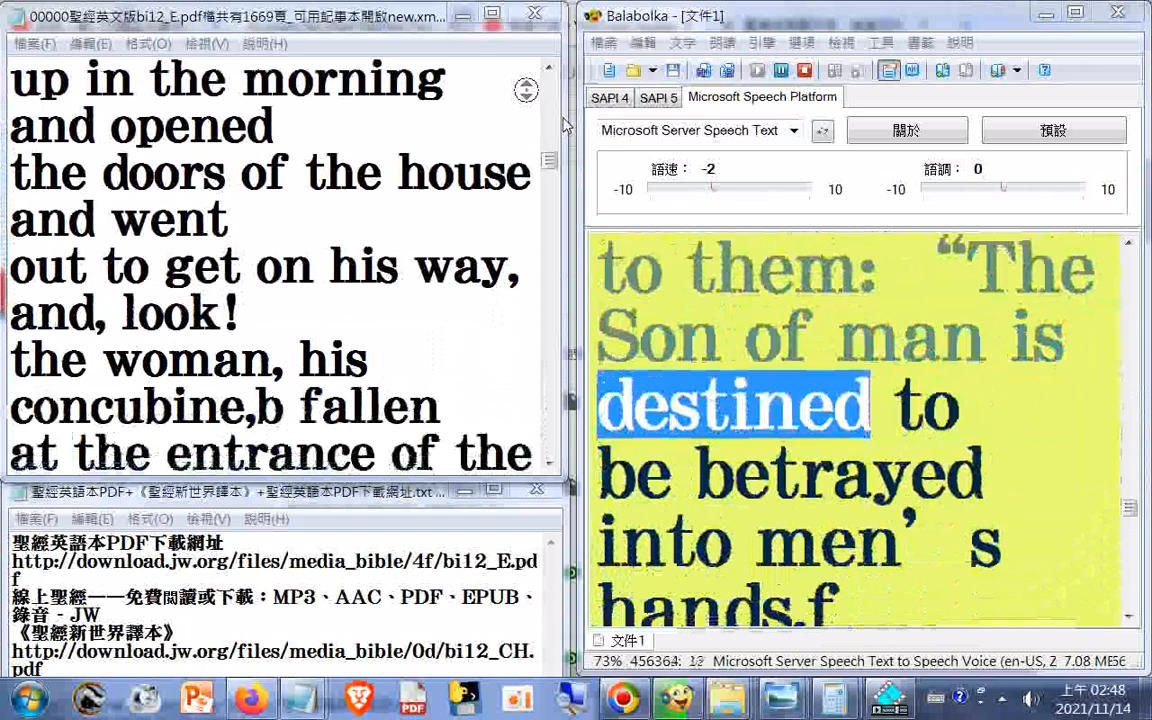 00000聖經英文版bi12_E.pdf檔共有1669頁_可用記事本開啟new.xm...
檔案(F) 編輯(E) 格式(O) 檢視(V) 說明(H)
up in the morning
and opened
the doors of the house
and went
out to get on his way,
and, look!
the woman, his
concubine,b fallen
at the entrance of the
聖經英語本PDF+《聖經新世界譯本》+聖經英語本PDF下載網址.txt ...
檔案(F) 編輯(E) 格式(O) 檢視(V) 說明(H)
聖經英語本PDF下載網址
http://download.jw.org/files/media_bible/4f/bi12_E.pd
f
線上聖經——免費閱讀或下載：MP3、AAC、PDF、EPUB、
錄音 - JW
《聖經新世界譯本》
http://download.jw.org/files/media_bible/0d/bi12_CH.
pdf
Balabolka - [文件1]
檔案 編輯 文字 朗讀 引擎 選項 檢視 工具 書籤 說明
SAPI 4 SAPI 5 Microsoft Speech Platform
Microsoft Server Speech Text 關於 預設
語速： -2 語調： 0
-10 10 -10 10
to them: “The
Son of man is
destined to
be betrayed
into men’ s
hands.f
文件1
73% 456364: 13 Microsoft Server Speech Text to Speech Voice (en-US, Z 7.08 ME56
上午 02:48
2021/11/14